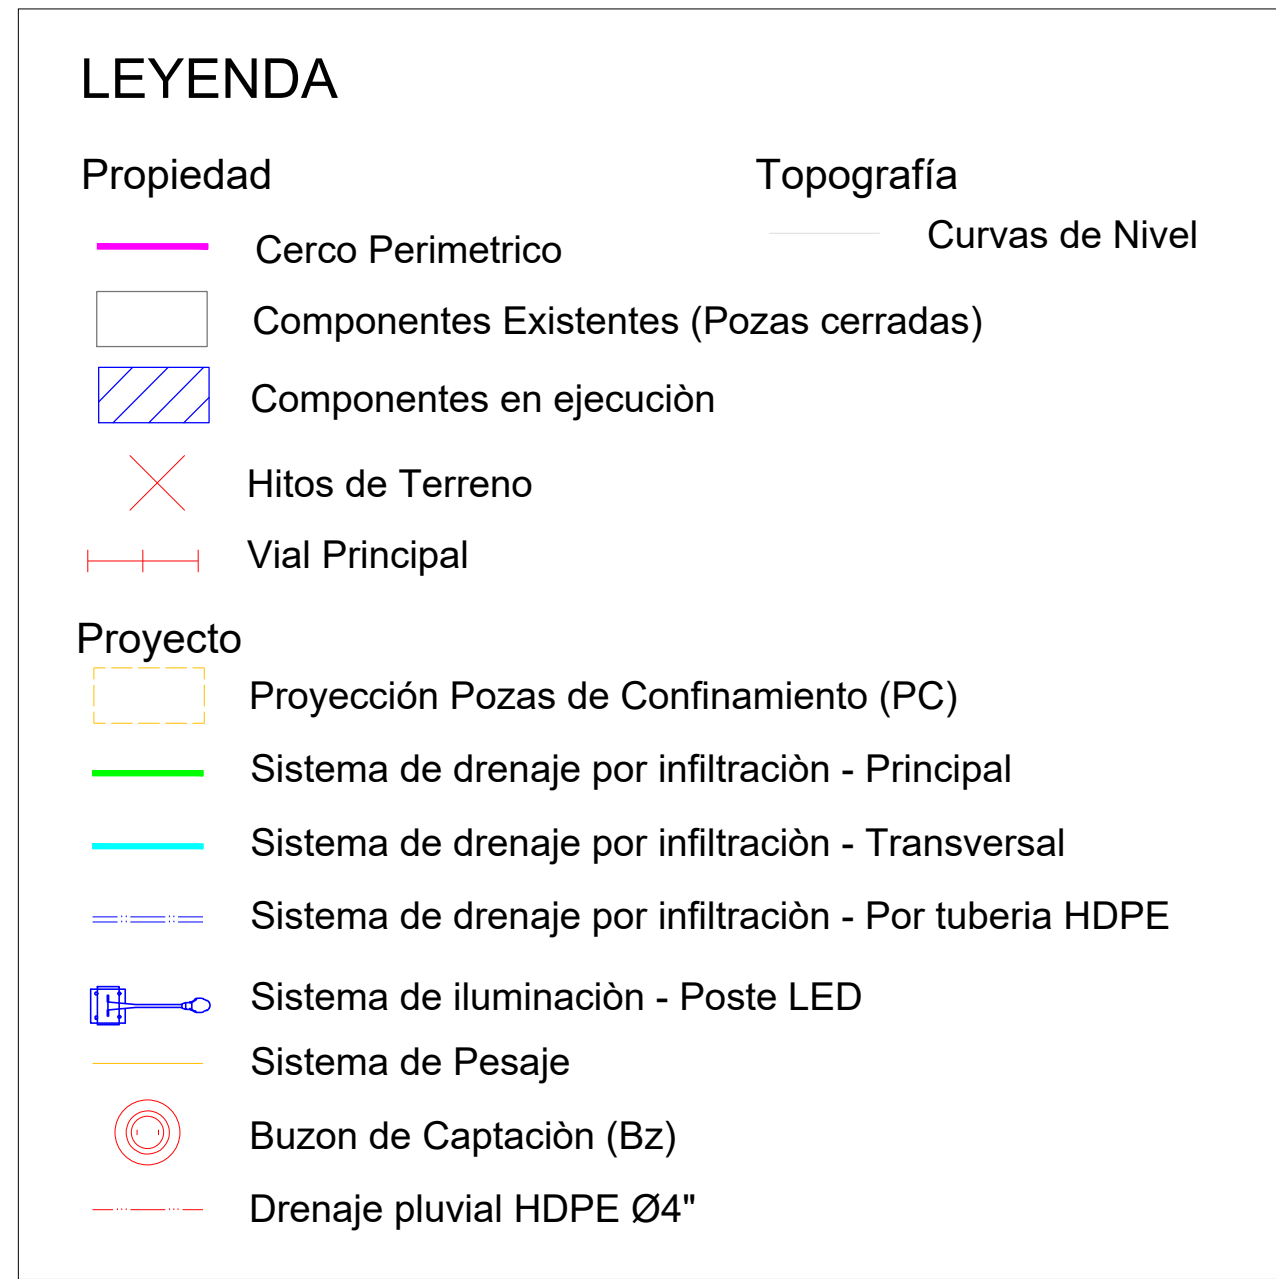 LEYENDA
Propiedad
Cerco Perimetrico
Componentes Existentes (Pozas cerradas)
Componentes en ejecuciòn
Hitos de Terreno
Vial Principal
Topografía
Curvas de Nivel
Proyecto
Proyección Pozas de Confinamiento (PC)
Sistema de drenaje por infiltraciòn - Principal
Sistema de drenaje por infiltraciòn - Transversal
Sistema de drenaje por infiltraciòn - Por tuberia HDPE
Sistema de iluminaciòn - Poste LED
Sistema de Pesaje
Buzon de Captaciòn (Bz)
Drenaje pluvial HDPE Ø4"